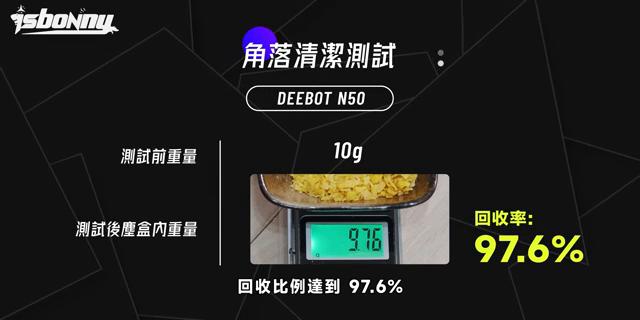 isbonny
角落清潔測試
DEEBOT N50
測試前重量
10g
測試後塵盒內重量
9.76
回收率:
97.6%
回收比例達到 97.6%